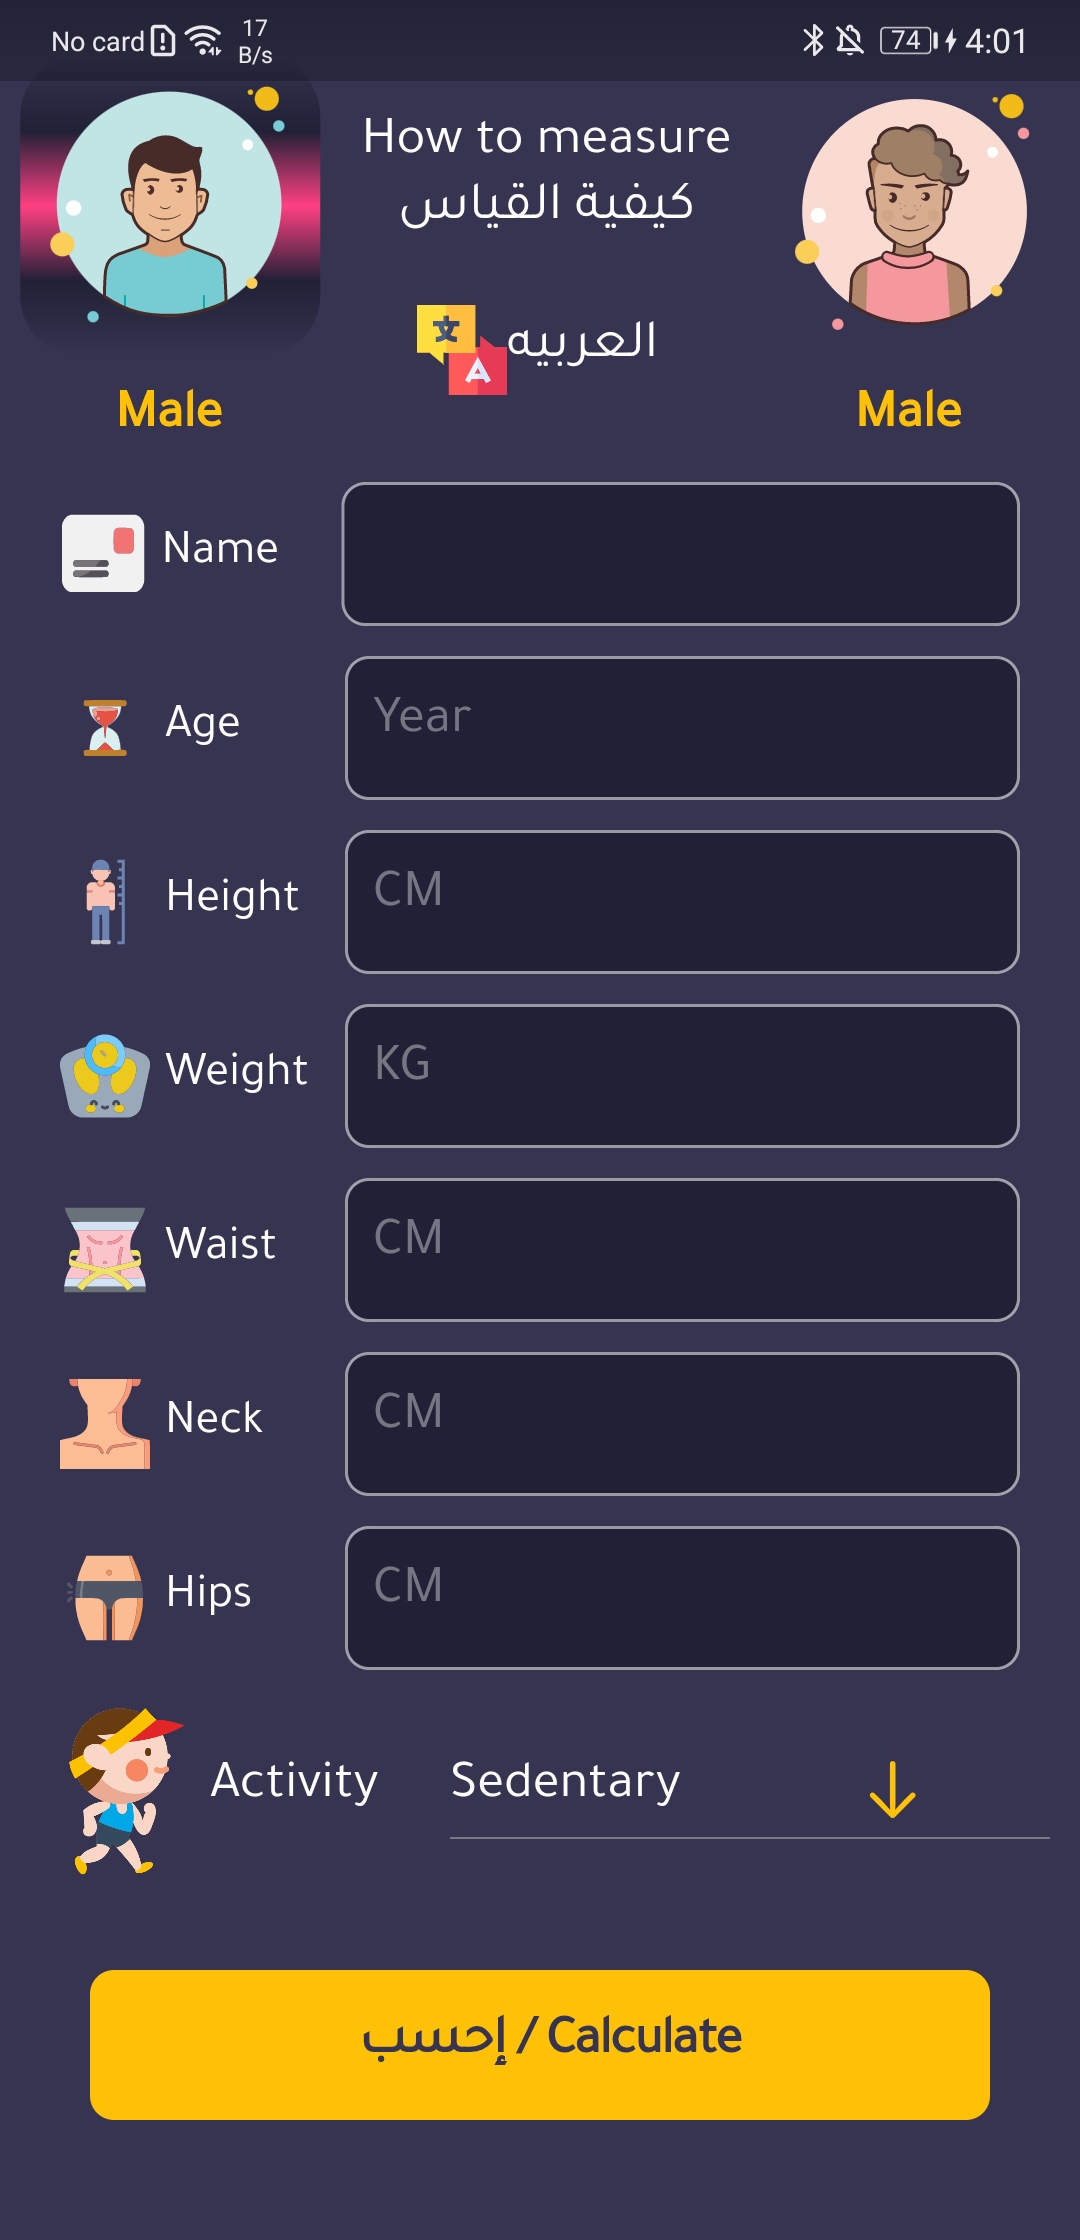 No card 17 B/s 74 4:01
How to measure
كيفية القياس
العربيه
Male
Male
Name
Age Year
Height CM
Weight KG
Waist CM
Neck CM
Hips CM
Activity Sedentary
إحسب / Calculate